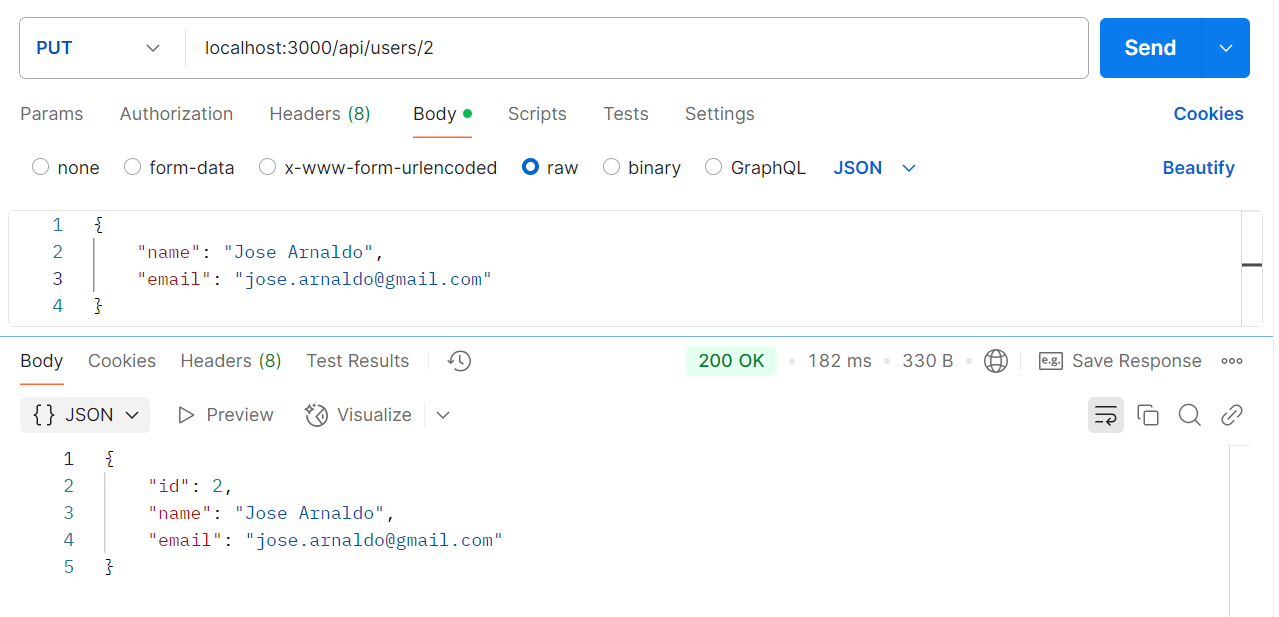 PUT localhost:3000/api/users/2 Send
Params Authorization Headers (8) Body Scripts Tests Settings Cookies
none form-data x-www-form-urlencoded raw binary GraphQL JSON Beautify
1 {
2 "name": "Jose Arnaldo",
3 "email": "jose.arnaldo@gmail.com"
4 }
Body Cookies Headers (8) Test Results 200 OK 182 ms 330 B e.g. Save Response
{} JSON Preview Visualize
1 {
2 "id": 2,
3 "name": "Jose Arnaldo",
4 "email": "jose.arnaldo@gmail.com"
5 }